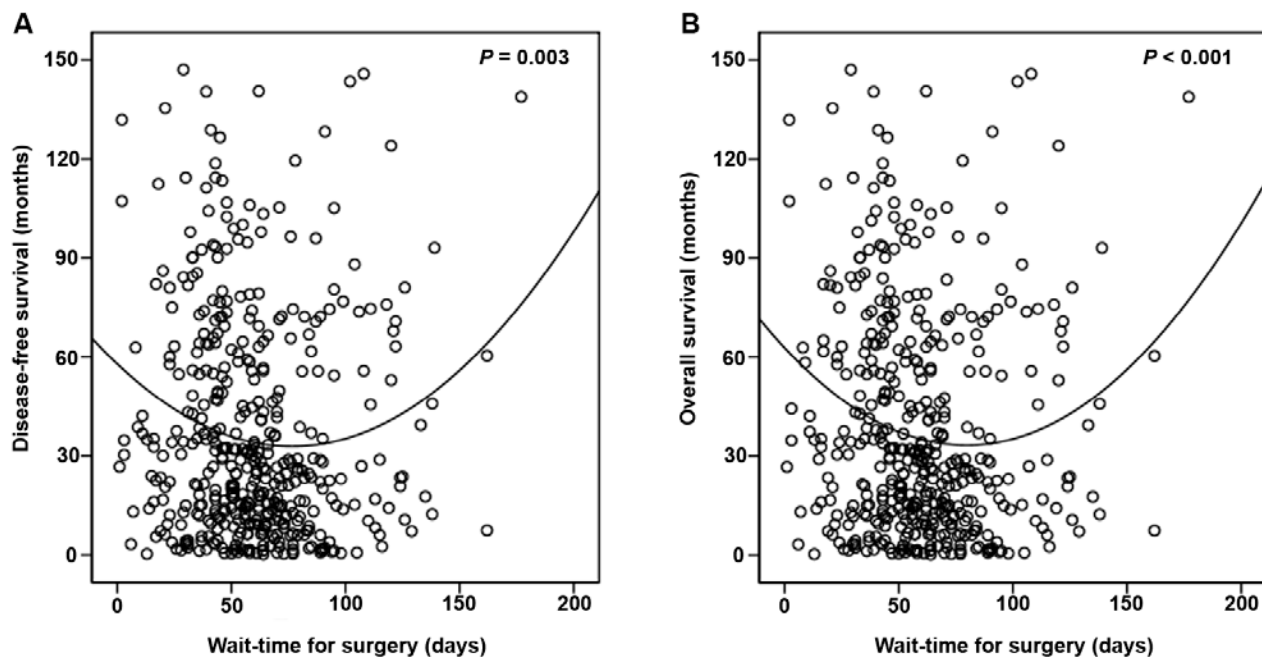 A
P = 0.003
Disease-free survival (months)
150
120
90
60
30
0
0 50 100 150 200
Wait-time for surgery (days)
B
P < 0.001
Overall survival (months)
150
120
90
60
30
0
0 50 100 150 200
Wait-time for surgery (days)